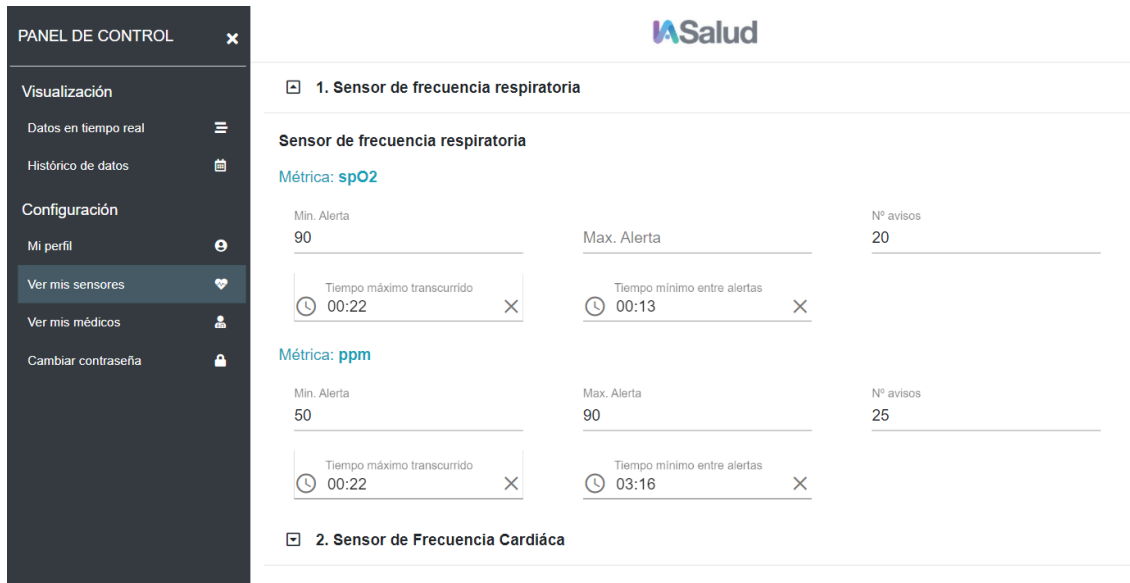 PANEL DE CONTROL
Visualización
Datos en tiempo real
Histórico de datos
Configuración
Mi perfil
Ver mis sensores
Ver mis médicos
Cambiar contraseña
IASalud
1. Sensor de frecuencia respiratoria
Sensor de frecuencia respiratoria
Métrica: spO2
Min. Alerta Nº avisos
90 Max. Alerta 20
Tiempo máximo transcurrido Tiempo mínimo entre alertas
00:22 00:13
Métrica: ppm
Min. Alerta Max. Alerta Nº avisos
50 90 25
Tiempo máximo transcurrido Tiempo mínimo entre alertas
00:22 03:16
2. Sensor de Frecuencia Cardiáca